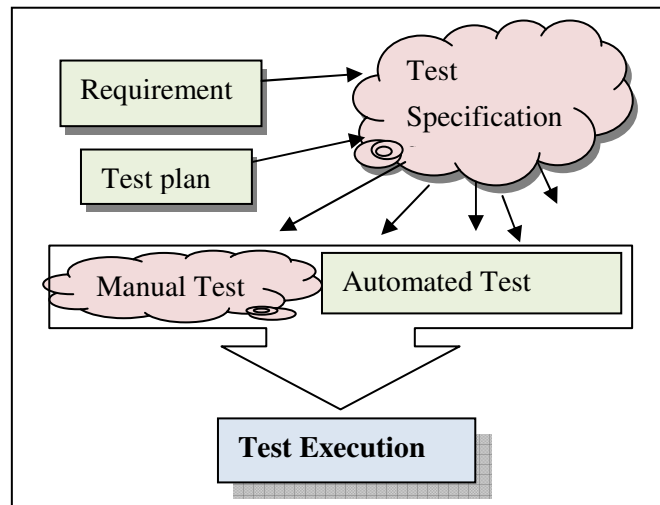 Requirement
Test
Specification
Test plan
Manual Test
Automated Test
Test Execution